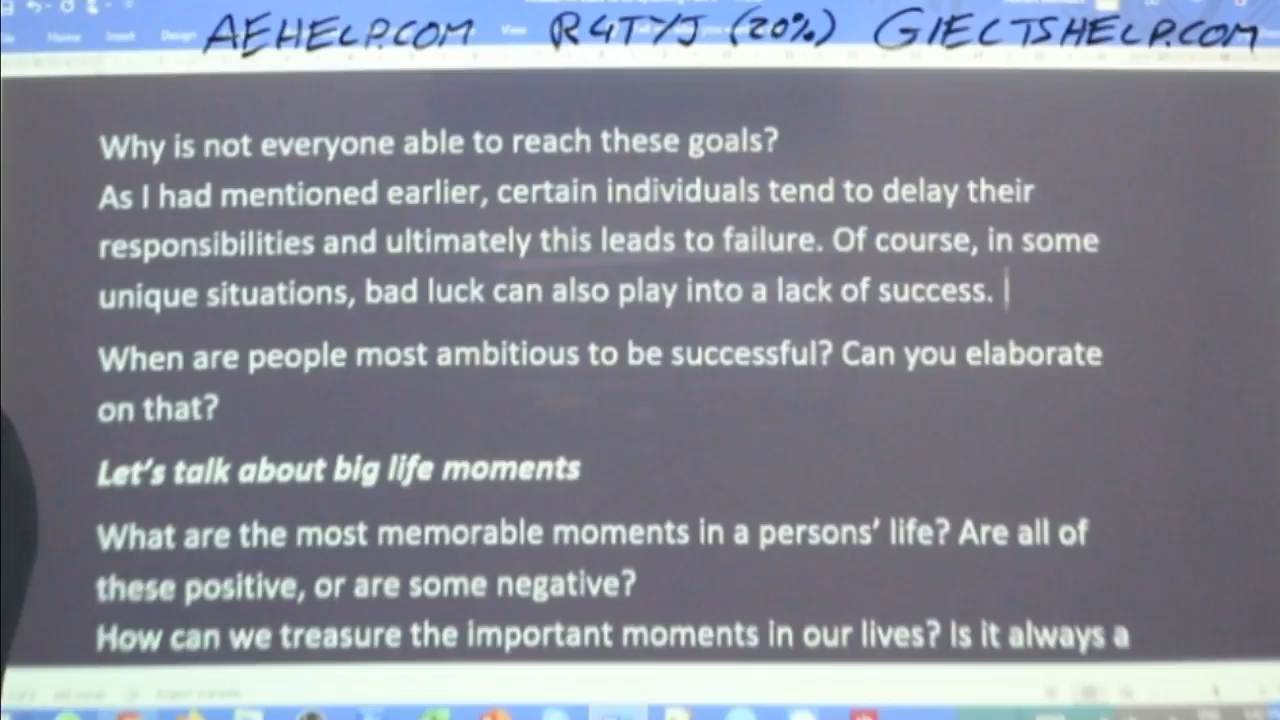 AEHELP.COM R4TYJ (20%) GIELTSHELP.COM
Home Insert Design View
Why is not everyone able to reach these goals?
As I had mentioned earlier, certain individuals tend to delay their
responsibilities and ultimately this leads to failure. Of course, in some
unique situations, bad luck can also play into a lack of success.
When are people most ambitious to be successful? Can you elaborate
on that?
Let's talk about big life moments
What are the most memorable moments in a persons' life? Are all of
these positive, or are some negative?
How can we treasure the important moments in our lives? Is it always a